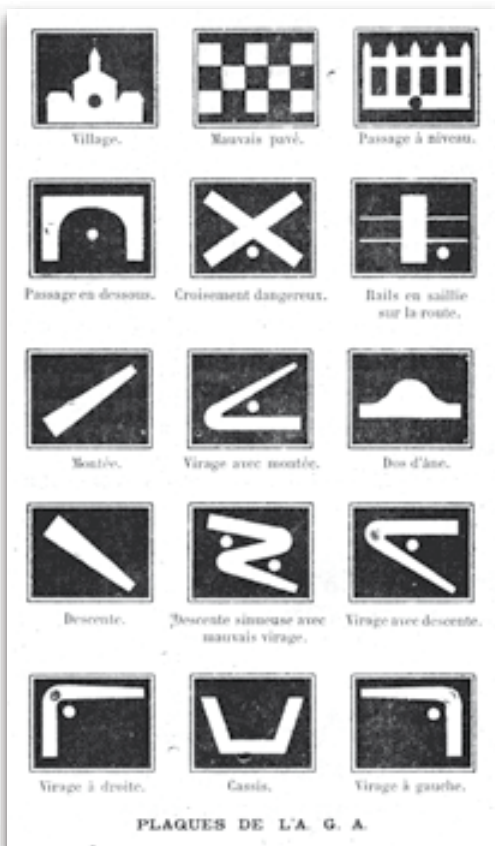 Village.
Mauvais pavé.
Passage à niveau.
Passage en dessous.
Croisement dangereux.
Rails en saillie
sur la route.
Montée.
Virage avec montée.
Dos d'âne.
Descente.
Descente sinueuse avec
mauvais virage.
Virage avec descente.
Virage à droite.
Cassis.
Virage à gauche.
PLAQUES DE L'A. G. A.